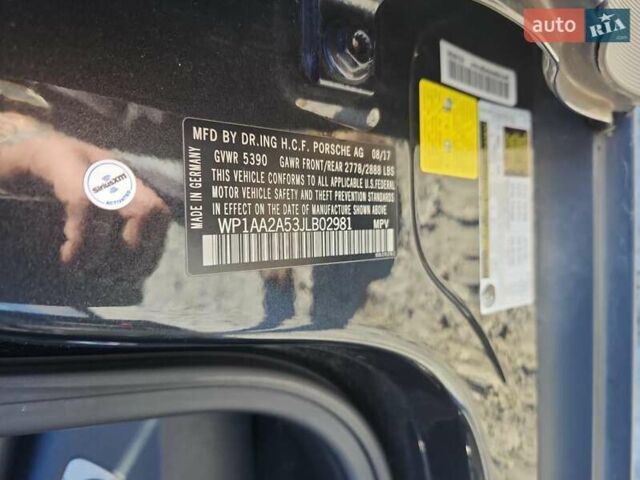 auto RIA
MFD BY DR.ING H.C.F. PORSCHE AG 08/17
GVWR 5390 GAWR FRONT/REAR 2778/2888 LBS
THIS VEHICLE CONFORMS TO ALL APPLICABLE U.S.FEDERAL
MOTOR VEHICLE SAFETY AND THEFT PREVENTION
STANDARDS IN EFFECT ON THE DATE OF MANUFACTURE SHOWN ABOVE
WP1AA2A53JLB02981 MPV
MADE IN GERMANY
SiriusXM
ACTIVATED